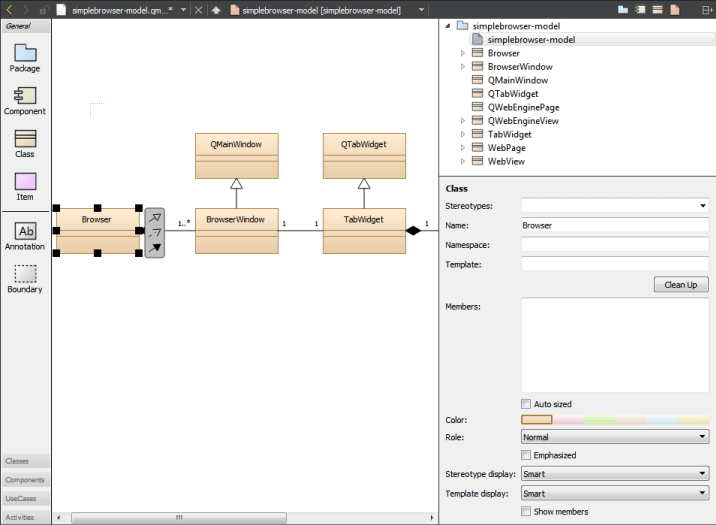 simplebrowser-model.qm...*
simplebrowser-model [simplebrowser-model]
General
Package
Component
Class
Item
Ab
Annotation
Boundary
Classes
Components
UseCases
Activities
QMainWindow
QTabWidget
Browser
1..*
BrowserWindow
1
1
TabWidget
1
simplebrowser-model
simplebrowser-model
Browser
BrowserWindow
QMainWindow
QTabWidget
QWebEnginePage
QWebEngineView
TabWidget
WebPage
WebView
Class
Stereotypes:
Name: Browser
Namespace:
Template:
Clean Up
Members:
Auto sized
Color:
Role: Normal
Emphasized
Stereotype display: Smart
Template display: Smart
Show members